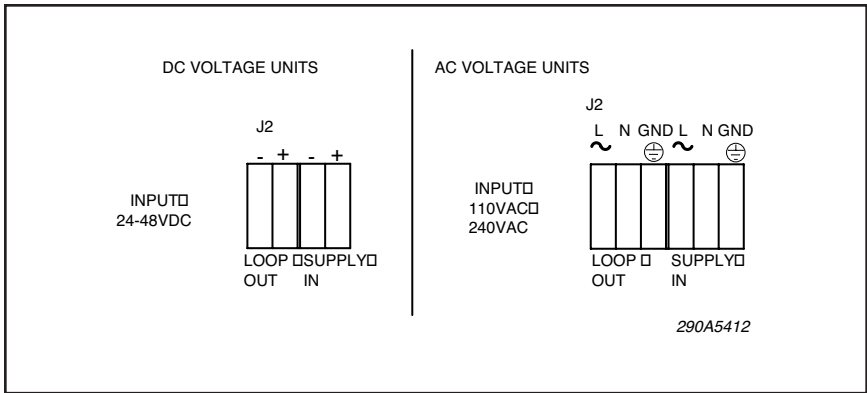 DC VOLTAGE UNITS
J2
- + - +
INPUT□
24-48VDC
LOOP □SUPPLY□
OUT IN
AC VOLTAGE UNITS
J2
L N GND L N GND
INPUT□
110VAC□
240VAC
LOOP □ SUPPLY□
OUT IN
290A5412